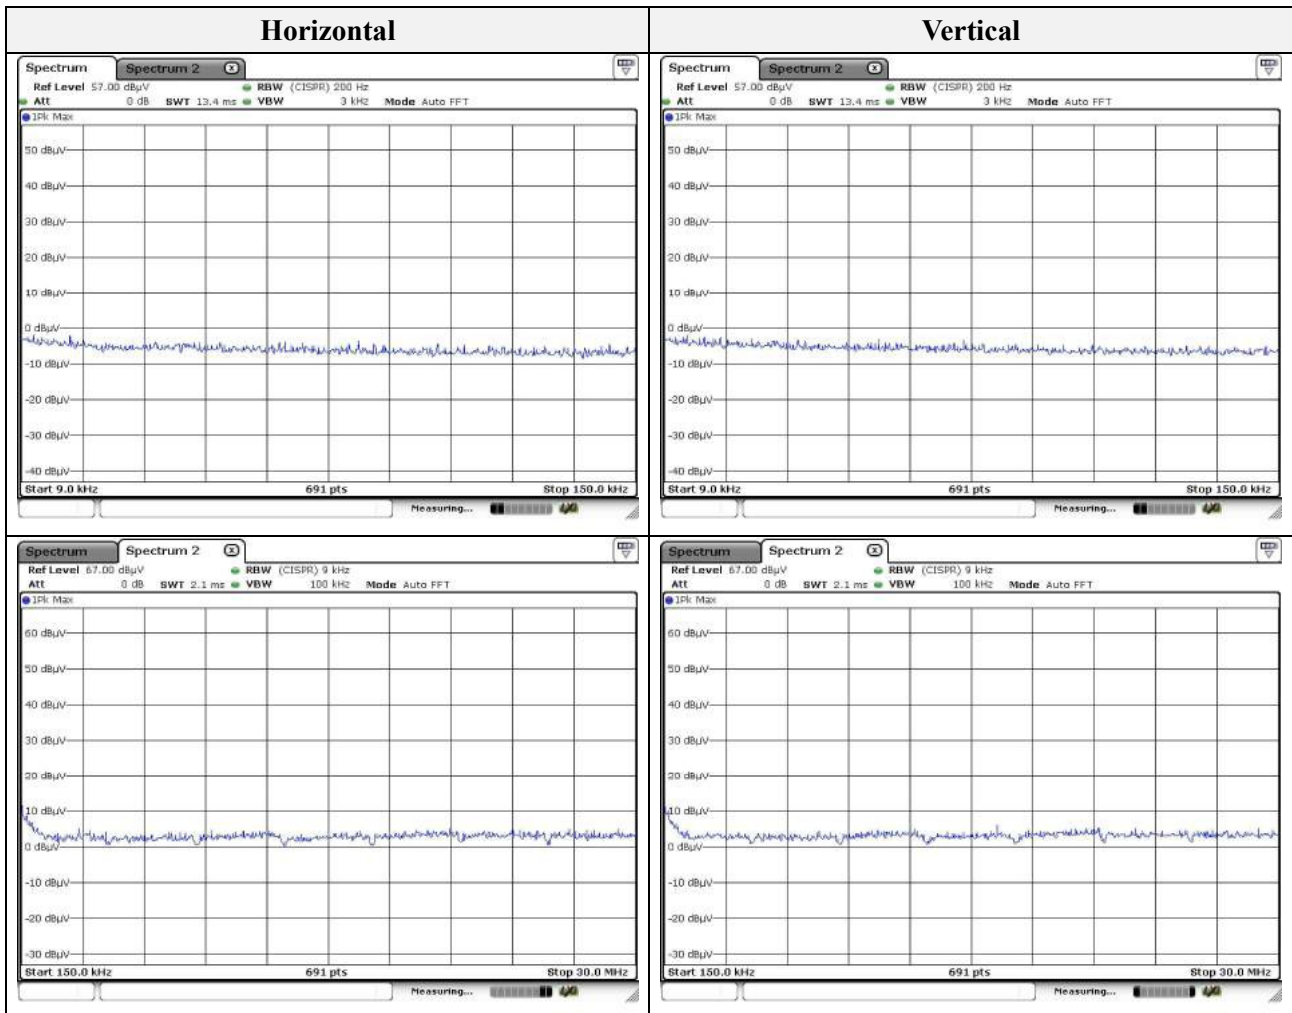 Horizontal Vertical
Spectrum Spectrum 2 X
Ref Level 57.00 dBµV RBW (CISPR) 200 Hz
Att 0 dB SWT 13.4 ms VBW 3 kHz Mode Auto FFT
1Pk Max
50 dBµV
40 dBµV
30 dBµV
20 dBµV
10 dBµV
0 dBµV
-10 dBµV
-20 dBµV
-30 dBµV
-40 dBµV
Start 9.0 kHz 691 pts Stop 150.0 kHz
Measuring...
Spectrum Spectrum 2 X
Ref Level 57.00 dBµV RBW (CISPR) 200 Hz
Att 0 dB SWT 13.4 ms VBW 3 kHz Mode Auto FFT
1Pk Max
50 dBµV
40 dBµV
30 dBµV
20 dBµV
10 dBµV
0 dBµV
-10 dBµV
-20 dBµV
-30 dBµV
-40 dBµV
Start 9.0 kHz 691 pts Stop 150.0 kHz
Measuring...
Spectrum Spectrum 2 X
Ref Level 67.00 dBµV RBW (CISPR) 9 kHz
Att 0 dB SWT 2.1 ms VBW 100 kHz Mode Auto FFT
1Pk Max
60 dBµV
50 dBµV
40 dBµV
30 dBµV
20 dBµV
10 dBµV
0 dBµV
-10 dBµV
-20 dBµV
-30 dBµV
Start 150.0 kHz 691 pts Stop 30.0 MHz
Measuring...
Spectrum Spectrum 2 X
Ref Level 67.00 dBµV RBW (CISPR) 9 kHz
Att 0 dB SWT 2.1 ms VBW 100 kHz Mode Auto FFT
1Pk Max
60 dBµV
50 dBµV
40 dBµV
30 dBµV
20 dBµV
10 dBµV
0 dBµV
-10 dBµV
-20 dBµV
-30 dBµV
Start 150.0 kHz 691 pts Stop 30.0 MHz
Measuring...